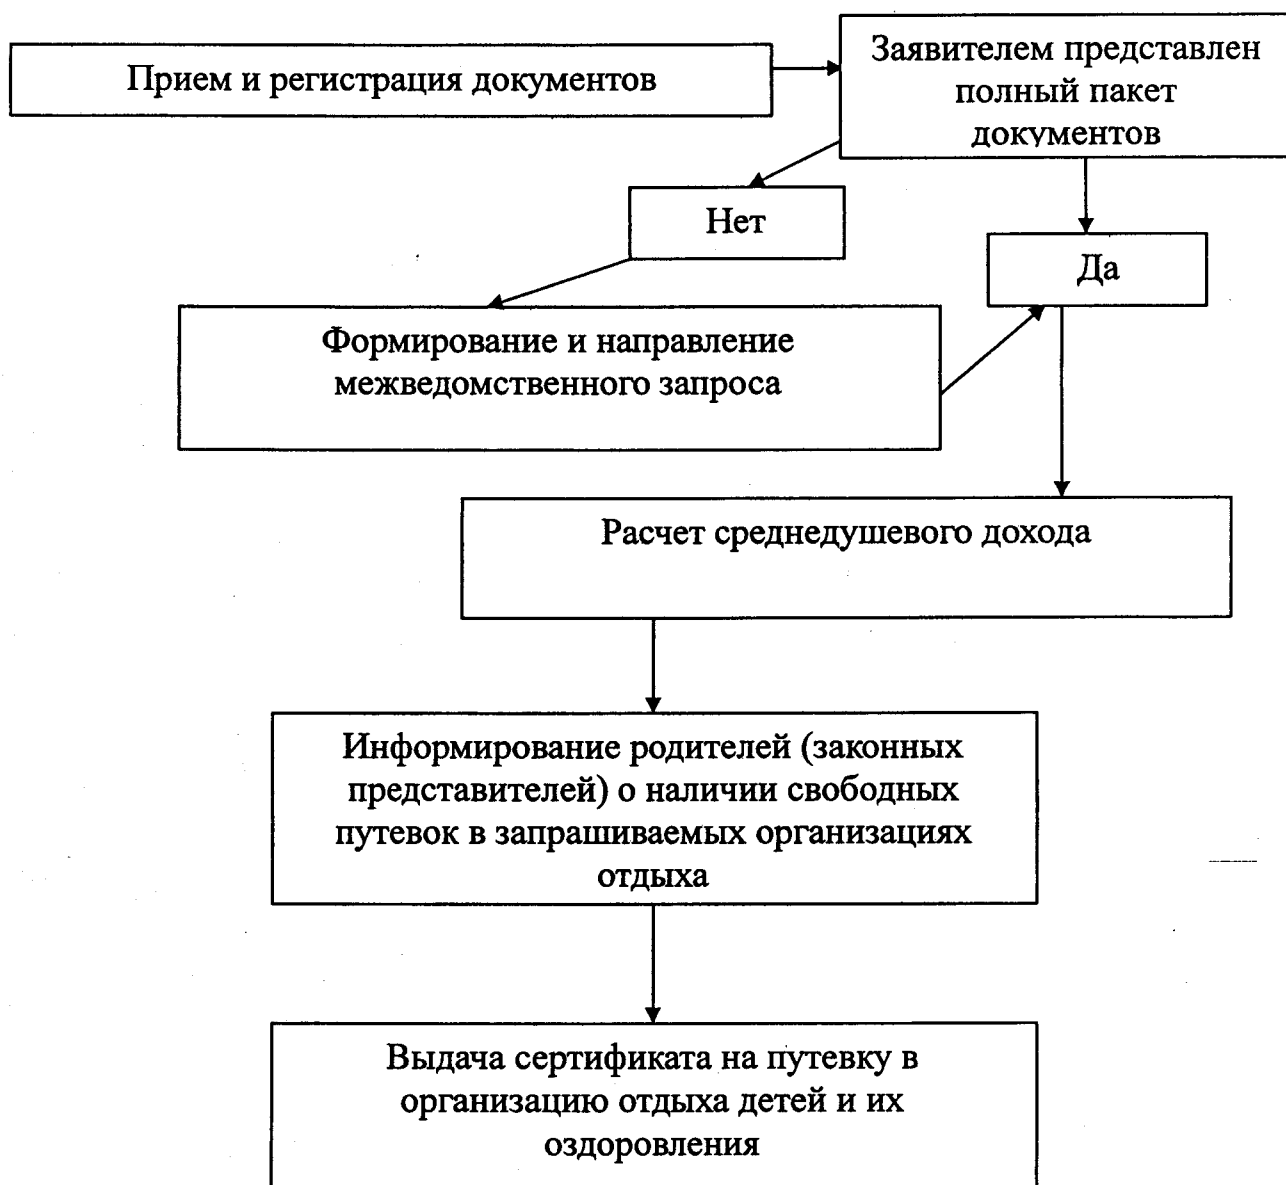 Прием и регистрация документов
Заявителем представлен
полный пакет
документов
Нет
Да
Формирование и направление
межведомственного запроса
Расчет среднедушевого дохода
Информирование родителей (законных
представителей) о наличии свободных
путевок в запрашиваемых организациях
отдыха
Выдача сертификата на путевку в
организацию отдыха детей и их
оздоровления